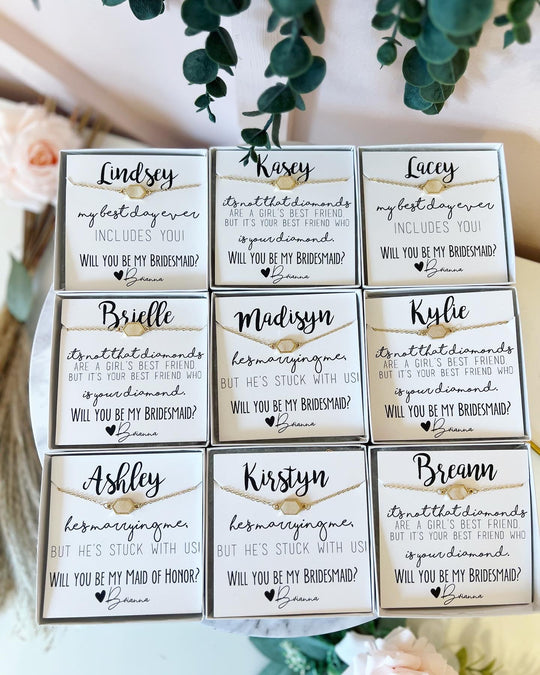 Lindsey
my best day ever
INCLUDES YOU!
WILL YOU BE MY BRIDESMAID?
Brianna
Kasey
it's not that diamonds
ARE A GIRL'S BEST FRIEND,
BUT IT'S YOUR BEST FRIEND WHO
is your diamond.
WILL YOU BE MY BRIDESMAID?
Brianna
Lacey
my best day ever
INCLUDES YOU!
WILL YOU BE MY BRIDESMAID?
Brianna
Brielle
it's not that diamonds
ARE A GIRL'S BEST FRIEND,
BUT IT'S YOUR BEST FRIEND WHO
is your diamond.
WILL YOU BE MY BRIDESMAID?
Brianna
Madisyn
he's marrying me,
BUT HE'S STUCK WITH US!
WILL YOU BE MY BRIDESMAID?
Brianna
Kylie
it's not that diamonds
ARE A GIRL'S BEST FRIEND,
BUT IT'S YOUR BEST FRIEND WHO
is your diamond.
WILL YOU BE MY BRIDESMAID?
Brianna
Ashley
he's marrying me,
BUT HE'S STUCK WITH US!
WILL YOU BE MY MAID OF HONOR?
Brianna
Kirstyn
he's marrying me,
BUT HE'S STUCK WITH US!
WILL YOU BE MY BRIDESMAID?
Brianna
Breann
it's not that diamonds
ARE A GIRL'S BEST FRIEND,
BUT IT'S YOUR BEST FRIEND WHO
is your diamond.
WILL YOU BE MY BRIDESMAID?
Brianna